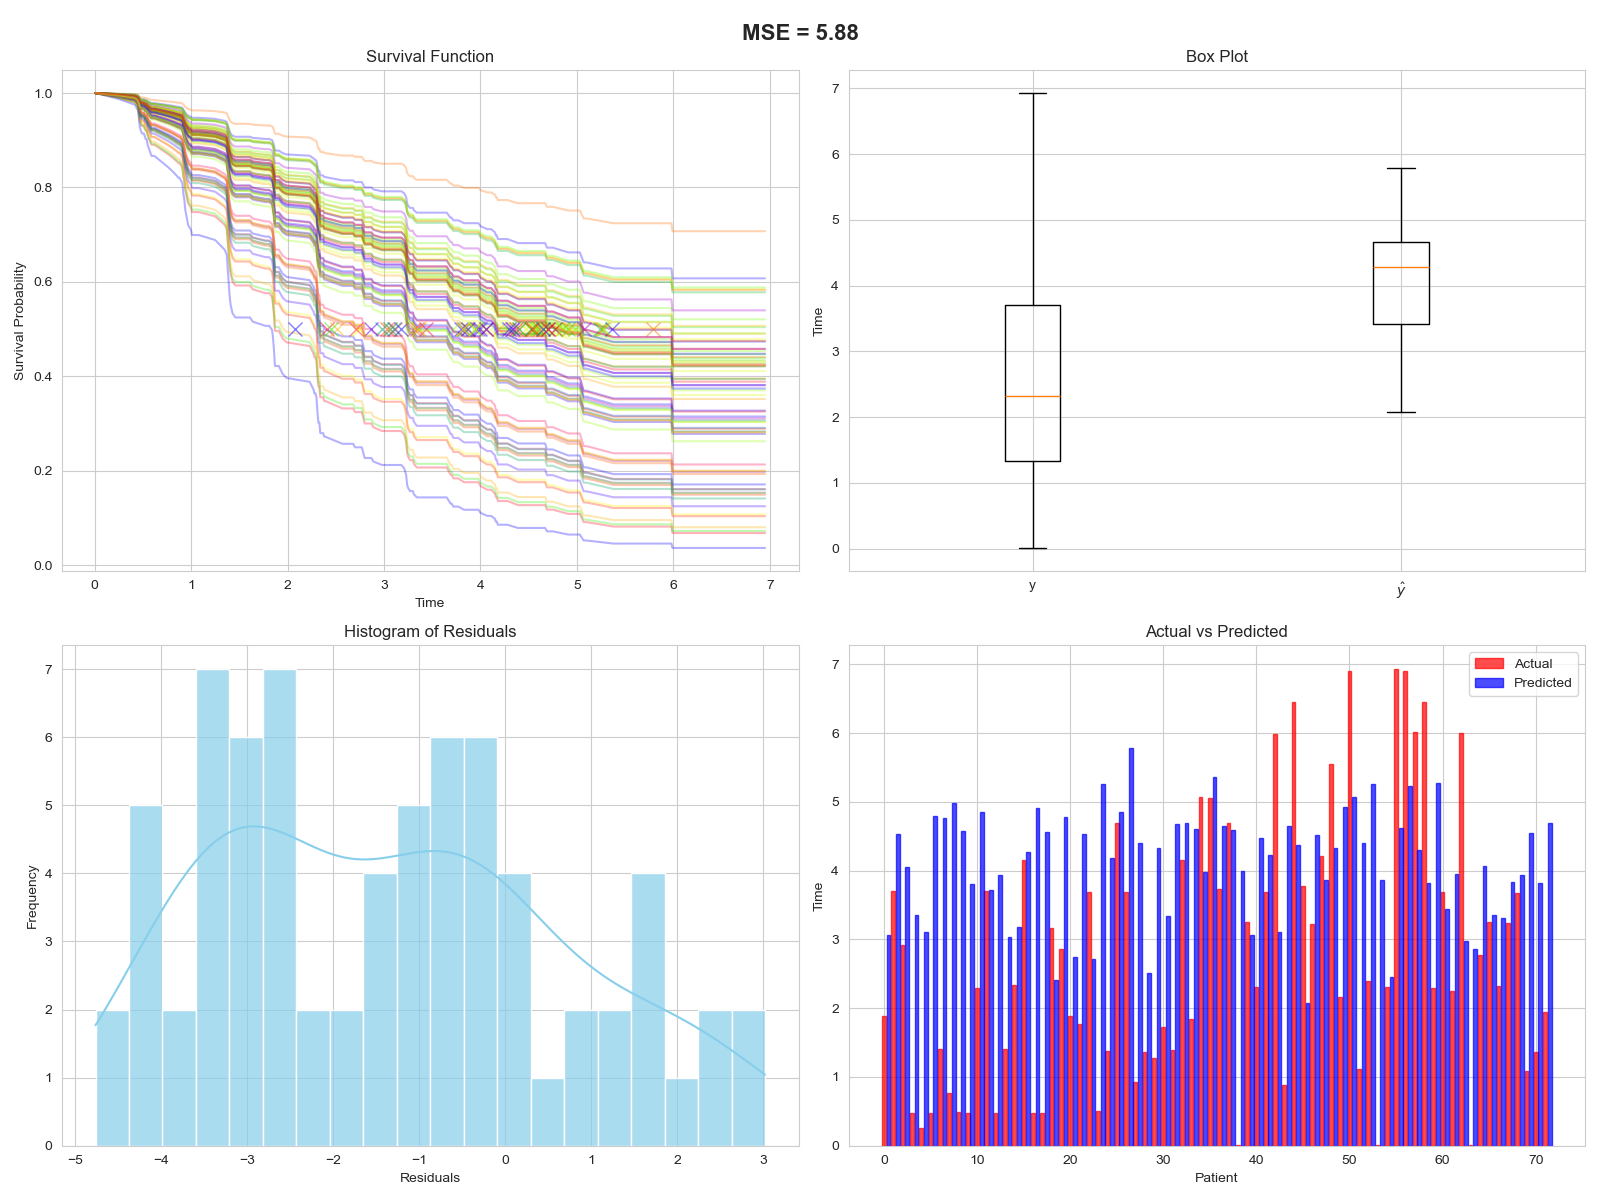 MSE = 5.88
Survival Function
1.0
0.8
0.6
0.4
0.2
0.0
Survival Probability
0 1 2 3 4 5 6 7
Time
Box Plot
7
6
5
4
3
2
1
0
Time
y ŷ
Histogram of Residuals
7
6
5
4
3
2
1
0
Frequency
−5 −4 −3 −2 −1 0 1 2 3
Residuals
Actual vs Predicted
Actual
Predicted
7
6
5
4
3
2
1
0
Time
0 10 20 30 40 50 60 70
Patient